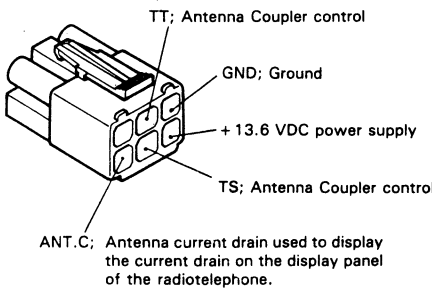 TT; Antenna Coupler control
GND; Ground
+ 13.6 VDC power supply
TS; Antenna Coupler control
ANT.C; Antenna current drain used to display
the current drain on the display panel
of the radiotelephone.